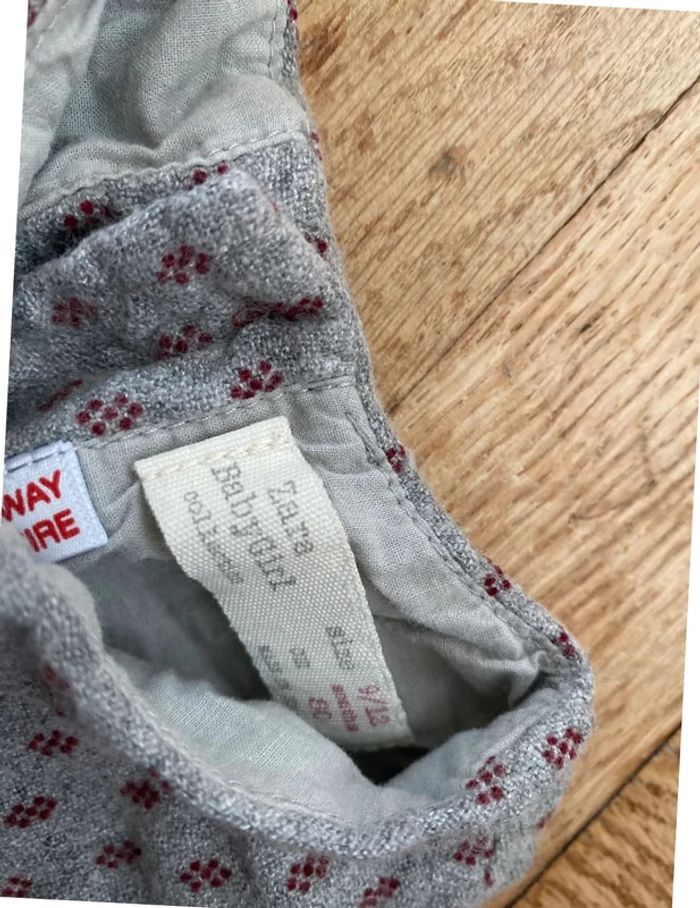 WAY
IRE
Zara
BabyGirl
collection
size 9/12
months
cm 80